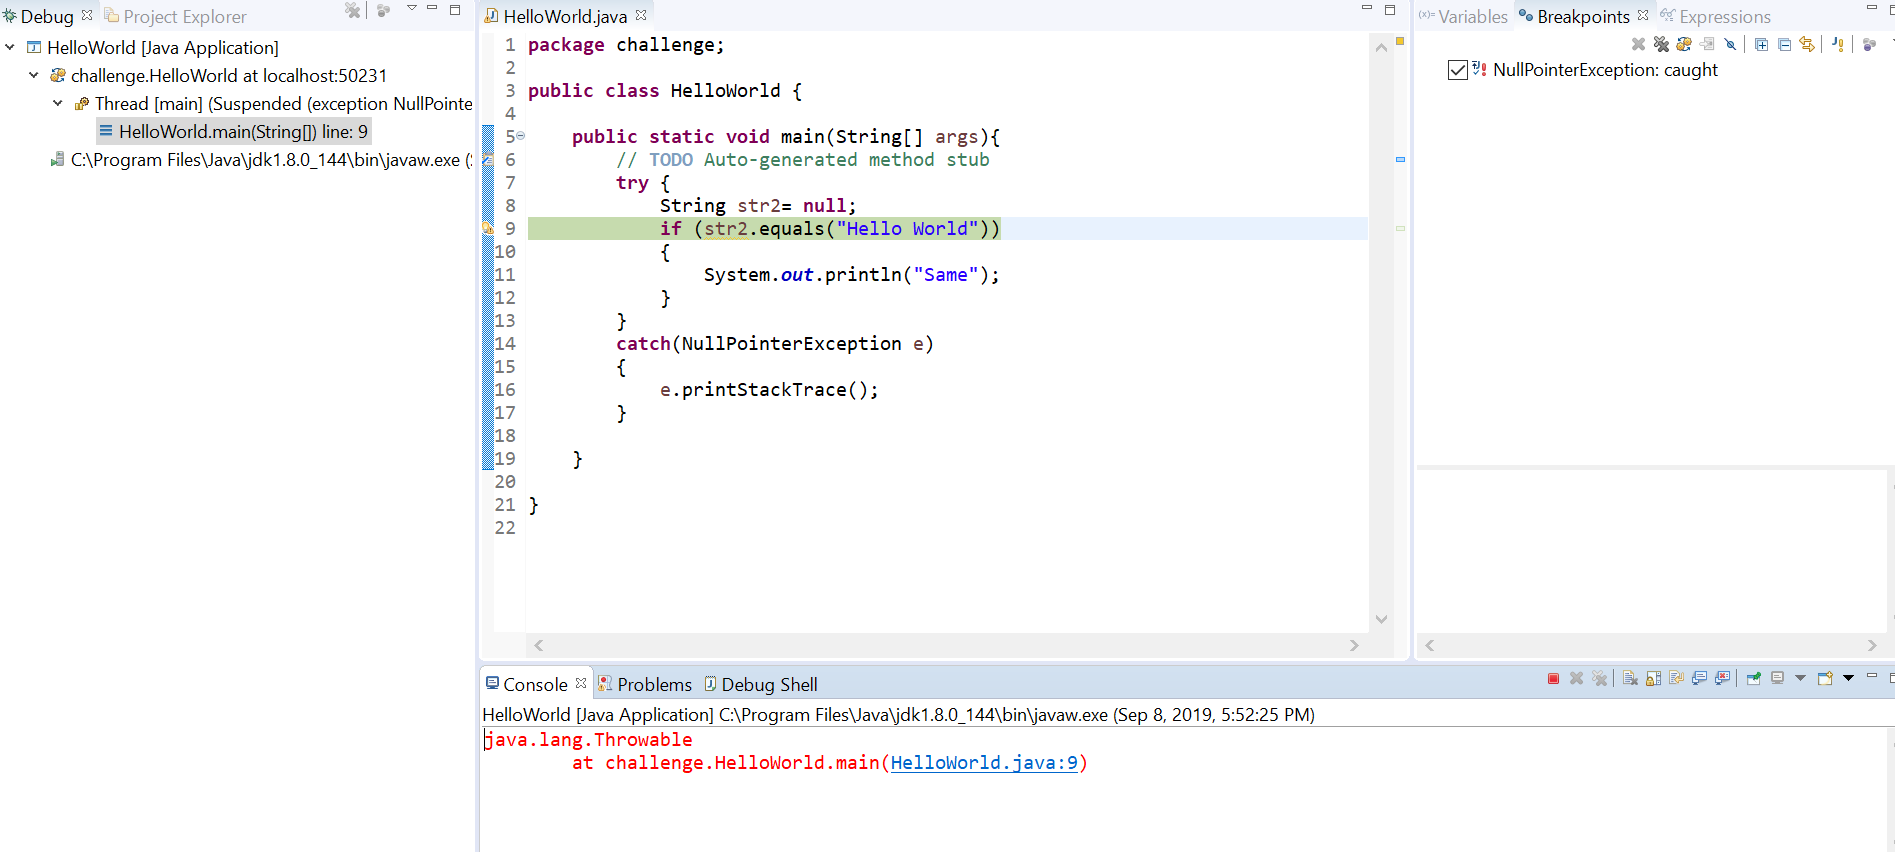 Debug
Project Explorer
HelloWorld [Java Application]
challenge.HelloWorld at localhost:50231
Thread [main] (Suspended (exception NullPointe
HelloWorld.main(String[]) line: 9
C:\Program Files\Java\jdk1.8.0_144\bin\javaw.exe (
HelloWorld.java
1 package challenge;
2
3 public class HelloWorld {
4
5     public static void main(String[] args){
6         // TODO Auto-generated method stub
7         try {
8             String str2= null;
9             if (str2.equals("Hello World"))
10             {
11                 System.out.println("Same");
12             }
13         }
14         catch(NullPointerException e)
15         {
16             e.printStackTrace();
17         }
18
19     }
20
21 }
22
(x)= Variables
Breakpoints
Expressions
NullPointerException: caught
Console
Problems
Debug Shell
HelloWorld [Java Application] C:\Program Files\Java\jdk1.8.0_144\bin\javaw.exe (Sep 8, 2019, 5:52:25 PM)
java.lang.Throwable
at challenge.HelloWorld.main(HelloWorld.java:9)